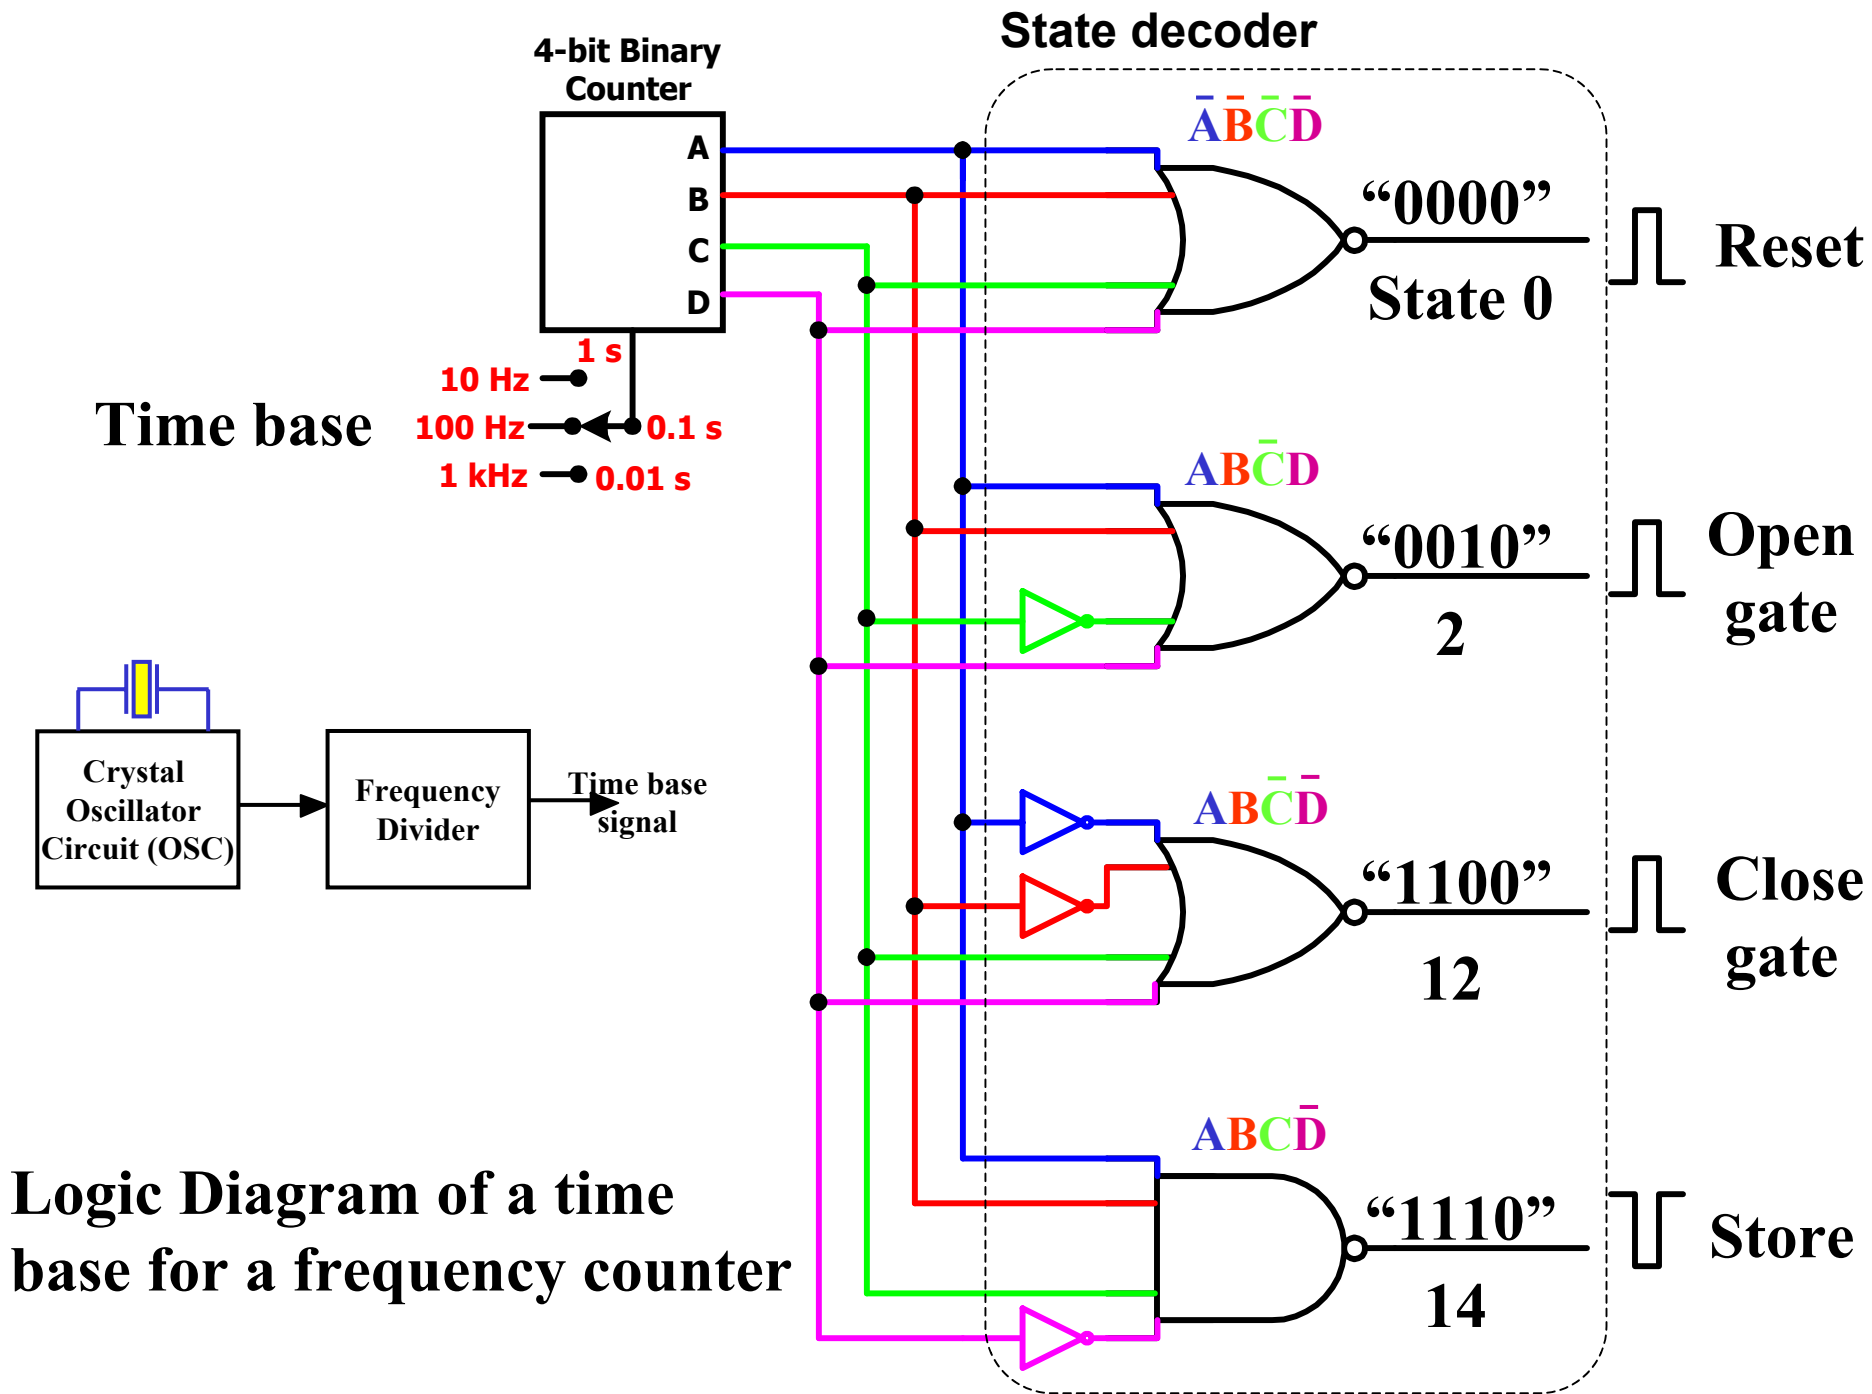 State decoder
4-bit Binary
Counter
A
B
C
D
A̅B̅C̅D̅
“0000”
State 0
Reset
1 s
10 Hz
Time base
100 Hz
0.1 s
1 kHz
0.01 s
ABC̅D
“0010”
2
Open
gate
Crystal
Oscillator
Circuit (OSC)
Frequency
Divider
Time base
signal
ABC̅D̅
“1100”
12
Close
gate
ABCD̅
“1110”
14
Store
Logic Diagram of a time
base for a frequency counter